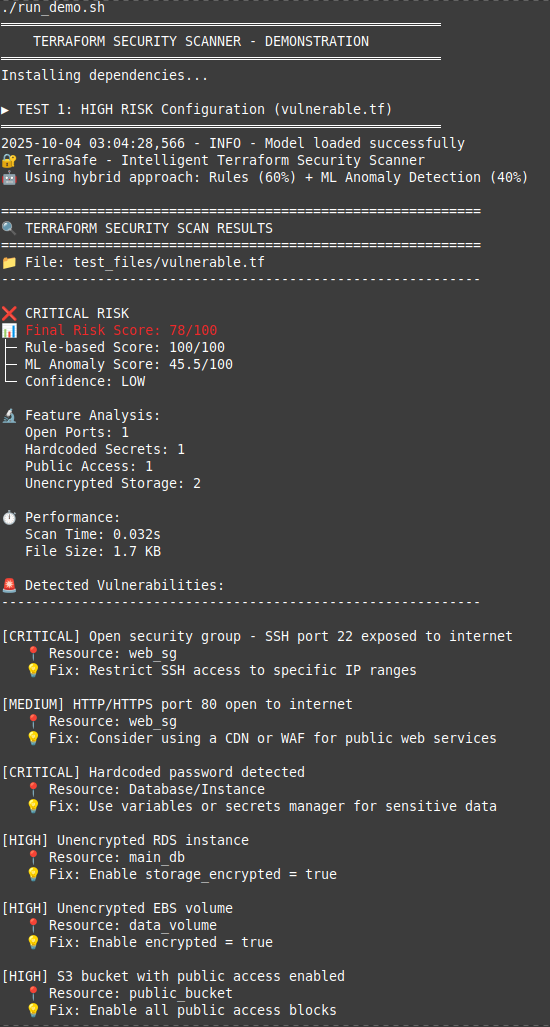 ./run_demo.sh
TERRAFORM SECURITY SCANNER - DEMONSTRATION
Installing dependencies...
▶ TEST 1: HIGH RISK Configuration (vulnerable.tf)
2025-10-04 03:04:28,566 - INFO - Model loaded successfully
🔐 TerraSafe - Intelligent Terraform Security Scanner
🤖 Using hybrid approach: Rules (60%) + ML Anomaly Detection (40%)
============================================================
🔍 TERRAFORM SECURITY SCAN RESULTS
============================================================
📁 File: test_files/vulnerable.tf
------------------------------------------------------------
❌ CRITICAL RISK
📊 Final Risk Score: 78/100
├─ Rule-based Score: 100/100
├─ ML Anomaly Score: 45.5/100
└─ Confidence: LOW
🔬 Feature Analysis:
Open Ports: 1
Hardcoded Secrets: 1
Public Access: 1
Unencrypted Storage: 2
⏱️ Performance:
Scan Time: 0.032s
File Size: 1.7 KB
🚨 Detected Vulnerabilities:
------------------------------------------------------------
[CRITICAL] Open security group - SSH port 22 exposed to internet
📍 Resource: web_sg
💡 Fix: Restrict SSH access to specific IP ranges
[MEDIUM] HTTP/HTTPS port 80 open to internet
📍 Resource: web_sg
💡 Fix: Consider using a CDN or WAF for public web services
[CRITICAL] Hardcoded password detected
📍 Resource: Database/Instance
💡 Fix: Use variables or secrets manager for sensitive data
[HIGH] Unencrypted RDS instance
📍 Resource: main_db
💡 Fix: Enable storage_encrypted = true
[HIGH] Unencrypted EBS volume
📍 Resource: data_volume
💡 Fix: Enable encrypted = true
[HIGH] S3 bucket with public access enabled
📍 Resource: public_bucket
💡 Fix: Enable all public access blocks